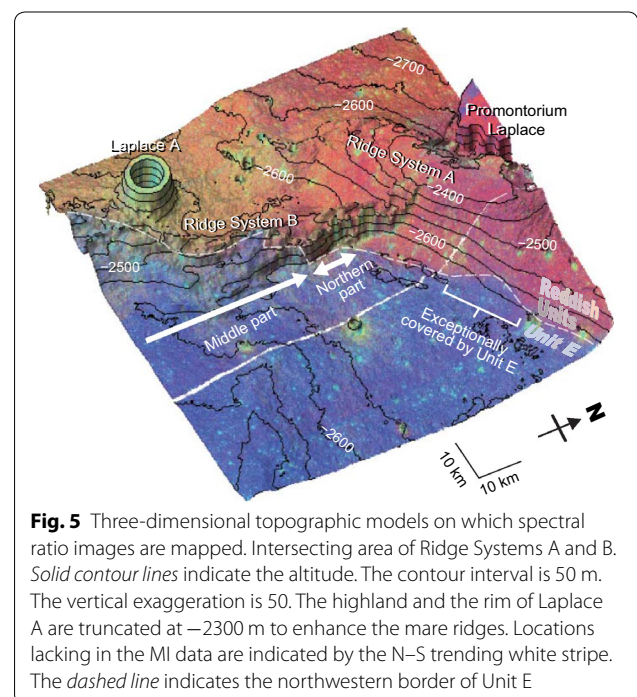 −2700
−2600
Promontorium
Laplace
Laplace A
Ridge System A
−2600
−2400
Ridge System B
−2600
−2500
−2500
Northern
part
Middle part
Reddish
Units
Unit E
Exceptionally
covered by Unit E
−2600
N
10 km
10 km
Fig. 5 Three-dimensional topographic models on which spectral
ratio images are mapped. Intersecting area of Ridge Systems A and B.
Solid contour lines indicate the altitude. The contour interval is 50 m.
The vertical exaggeration is 50. The highland and the rim of Laplace
A are truncated at −2300 m to enhance the mare ridges. Locations
lacking in the MI data are indicated by the N–S trending white stripe.
The dashed line indicates the northwestern border of Unit E